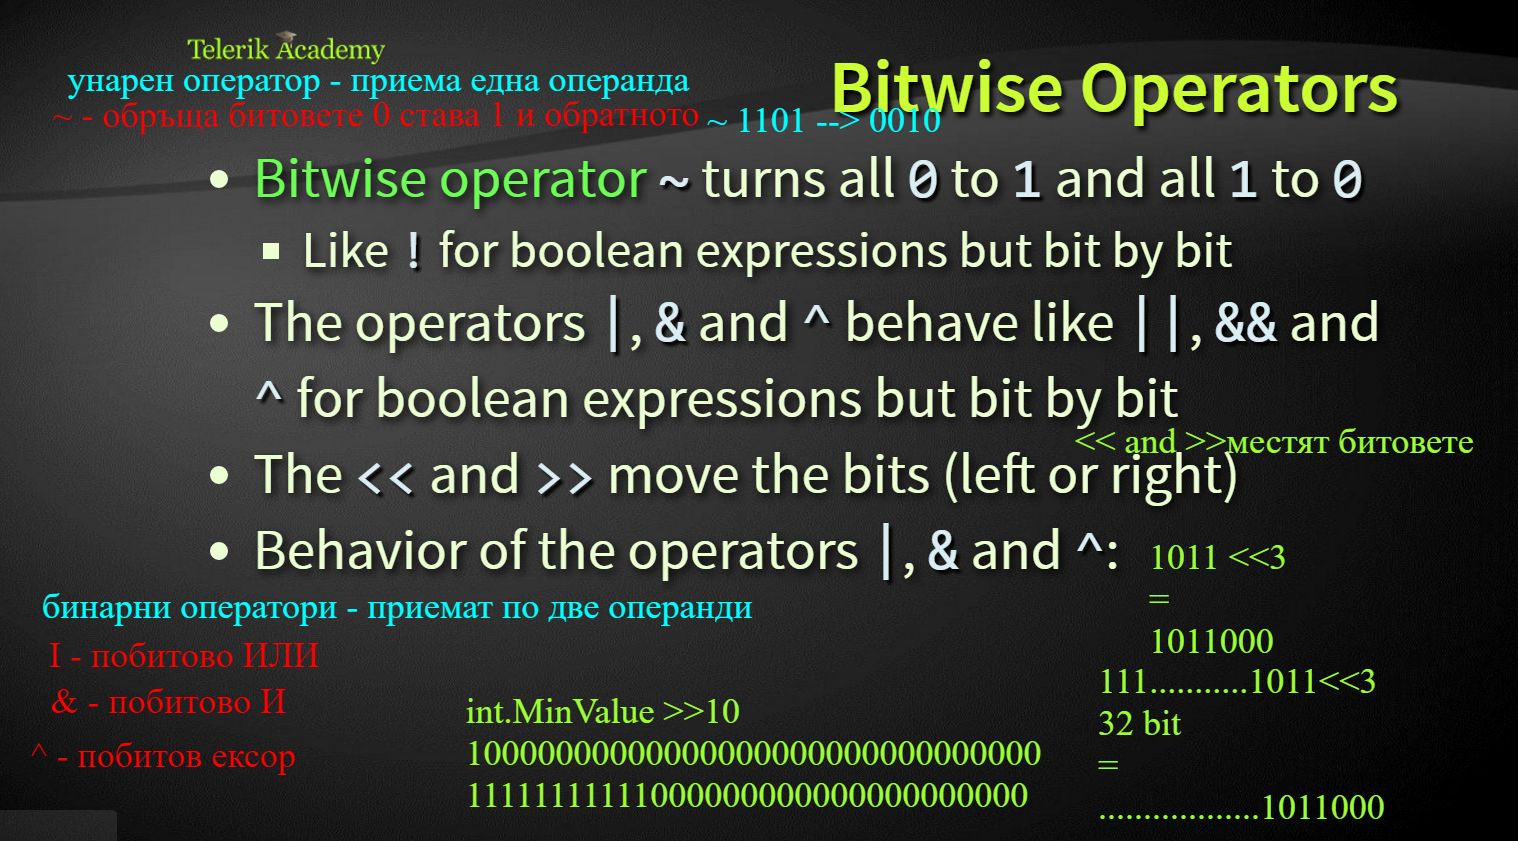 Telerik Academy
унарен оператор - приема една операнда
Bitwise Operators
~ - обръща битовете 0 става 1 и обратното
~ 1101 --> 0010
• Bitwise operator ~ turns all 0 to 1 and all 1 to 0
▪ Like ! for boolean expressions but bit by bit
• The operators |, & and ^ behave like ||, && and
^ for boolean expressions but bit by bit
<< and >>местят битовете
• The << and >> move the bits (left or right)
• Behavior of the operators |, & and ^:
1011 <<3
=
1011000
бинарни оператори - приемат по две операнди
I - побитово ИЛИ
& - побитово И
^ - побитов ексор
int.MinValue >>10
10000000000000000000000000000000
11111111111000000000000000000000
111...........1011<<3
32 bit
=
..................1011000